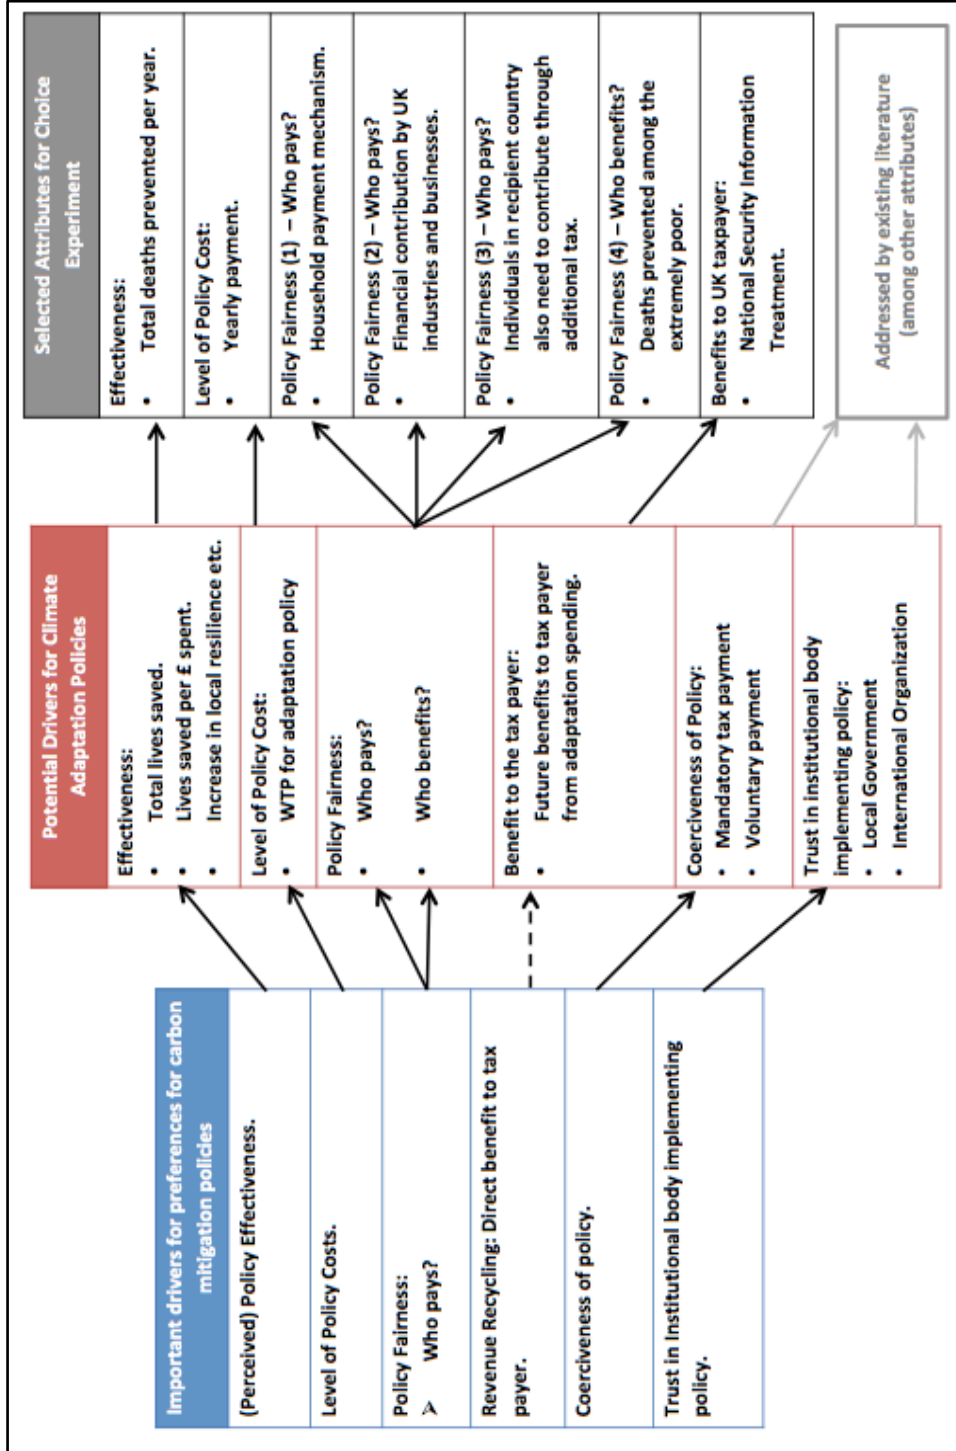 Important drivers for preferences for carbon
mitigation policies
(Perceived) Policy Effectiveness.
Level of Policy Costs.
Policy Fairness:
➢ Who pays?
Revenue Recycling: Direct benefit to tax
payer.
Coerciveness of policy.
Trust in Institutional body implementing
policy.
Potential Drivers for Climate
Adaptation Policies
Effectiveness:
• Total lives saved.
• Lives saved per £ spent.
• Increase in local resilience etc.
Level of Policy Cost:
• WTP for adaptation policy
Policy Fairness:
• Who pays?
• Who benefits?
Benefit to the tax payer:
• Future benefits to tax payer
from adaptation spending.
Coerciveness of Policy:
• Mandatory tax payment
• Voluntary payment
Trust in institutional body
implementing policy:
• Local Government
• International Organization
Selected Attributes for Choice
Experiment
Effectiveness:
• Total deaths prevented per year.
Level of Policy Cost:
• Yearly payment.
Policy Fairness (1) – Who pays?
• Household payment mechanism.
Policy Fairness (2) – Who pays?
• Financial contribution by UK
industries and businesses.
Policy Fairness (3) – Who pays?
• Individuals in recipient country
also need to contribute through
additional tax.
Policy Fairness (4) – Who benefits?
• Deaths prevented among the
extremely poor.
Benefits to UK taxpayer:
• National Security Information
Treatment.
Addressed by existing literature
(among other attributes)